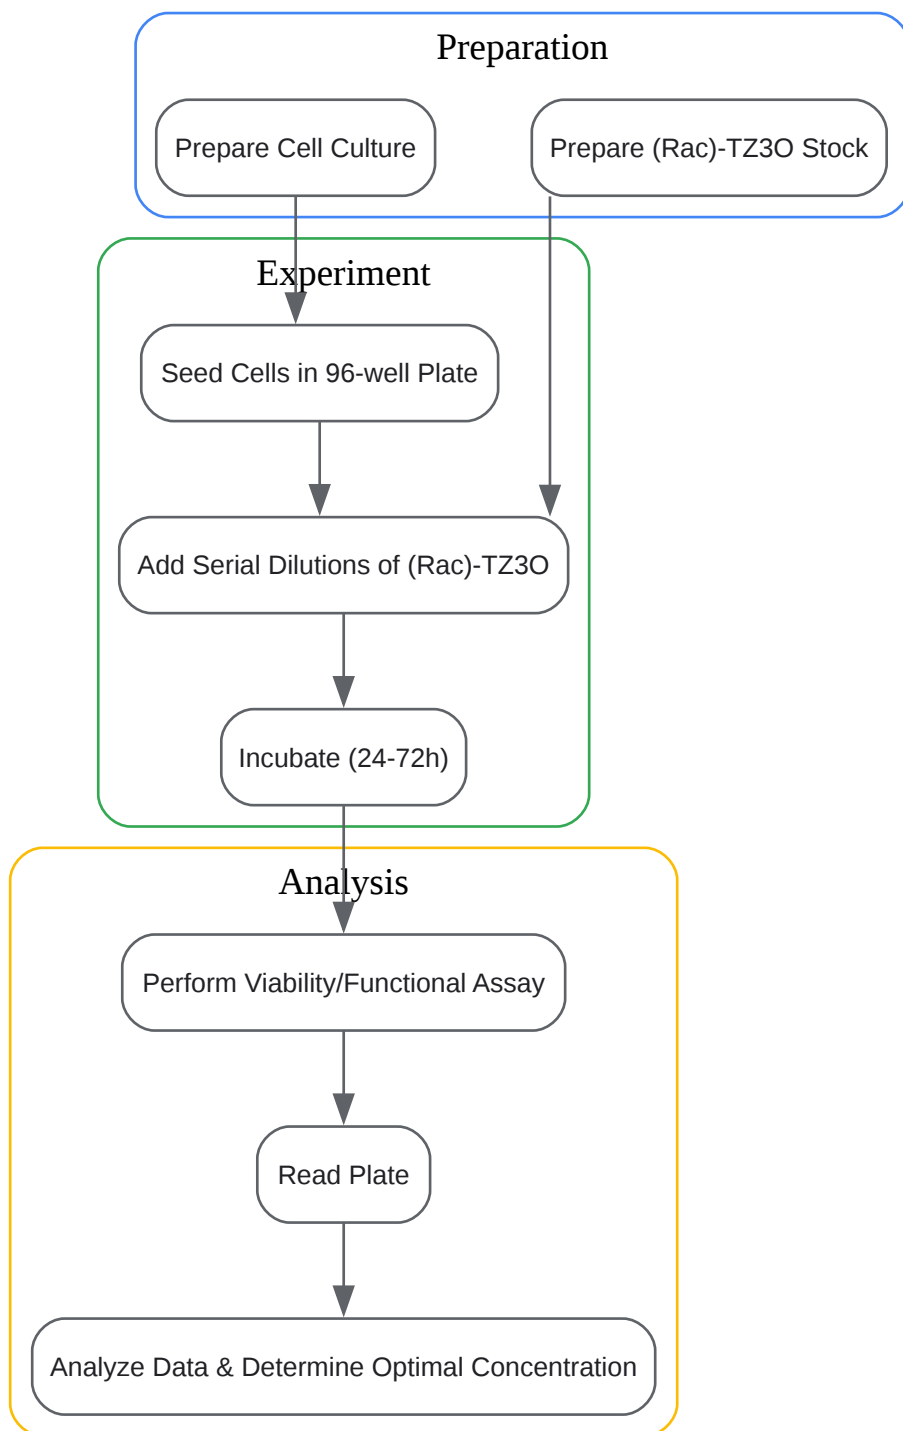 Preparation
Prepare Cell Culture
Prepare (Rac)-TZ3O Stock
Experiment
Seed Cells in 96-well Plate
Add Serial Dilutions of (Rac)-TZ3O
Incubate (24-72h)
Analysis
Perform Viability/Functional Assay
Read Plate
Analyze Data & Determine Optimal Concentration